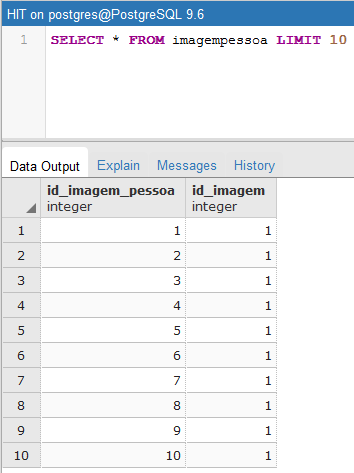 HIT on postgres@PostgreSQL 9.6
1 SELECT * FROM imagempessoa LIMIT 10
Data Output Explain Messages History
id_imagem_pessoa id_imagem
integer integer
1 1 1
2 2 1
3 3 1
4 4 1
5 5 1
6 6 1
7 7 1
8 8 1
9 9 1
10 10 1